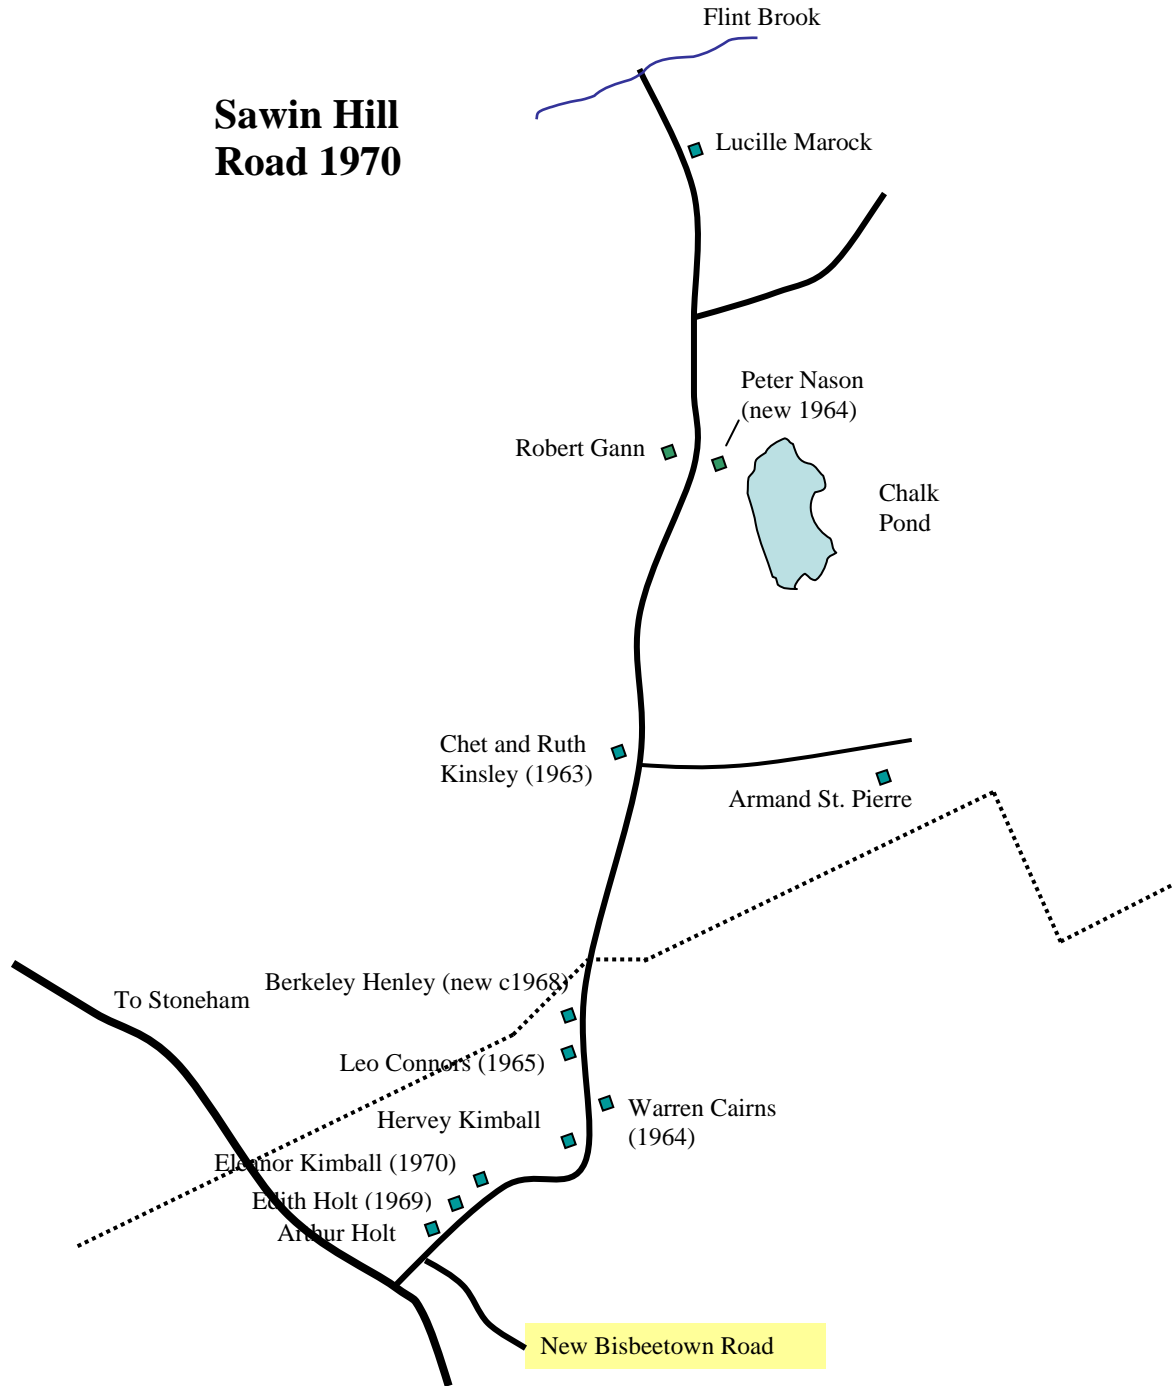 Flint Brook
Sawin Hill
Road 1970
Lucille Marock
Peter Nason
(new 1964)
Robert Gann
Chalk
Pond
Chet and Ruth
Kinsley (1963)
Armand St. Pierre
Berkeley Henley (new c1968)
To Stoneham
Leo Connors (1965)
Warren Cairns
(1964)
Hervey Kimball
Eleanor Kimball (1970)
Edith Holt (1969)
Arthur Holt
New Bisbeetown Road